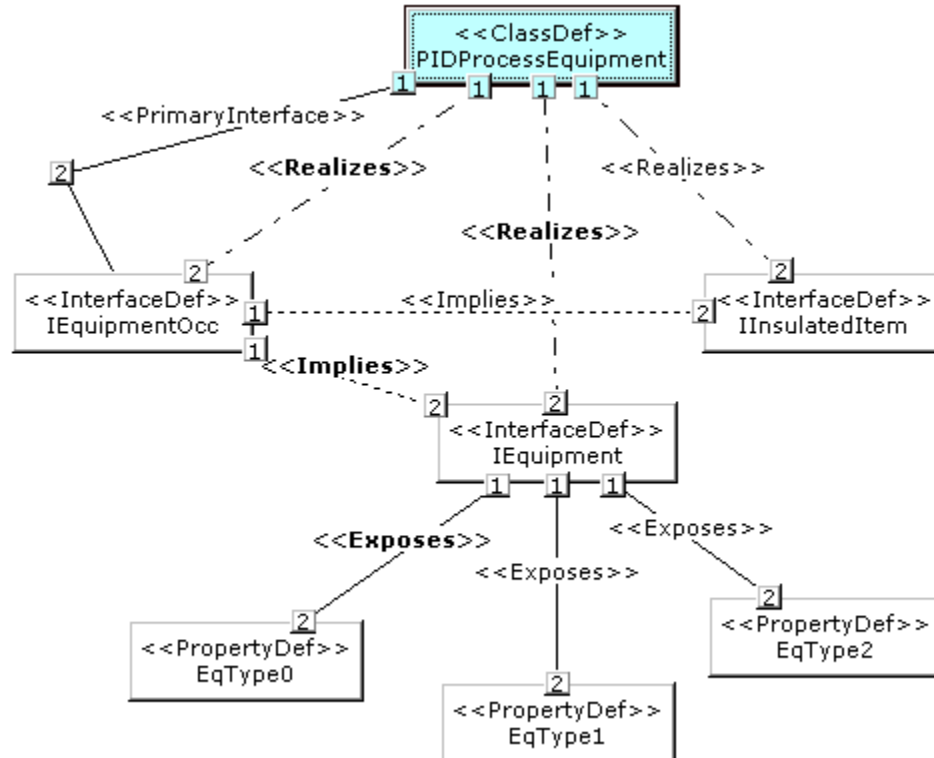 <<ClassDef>>
PIDProcessEquipment
1
1
1
1
<<PrimaryInterface>>
<<Realizes>>
<<Realizes>>
2
<<Realizes>>
2
2
<<InterfaceDef>>
IEquipmentOcc
1
<<Implies>>
2
<<InterfaceDef>>
IInsulatedItem
1
<<Implies>>
2
2
<<InterfaceDef>>
IEquipment
1
1
1
<<Exposes>>
<<Exposes>>
<<Exposes>>
2
2
<<PropertyDef>>
EqType0
<<PropertyDef>>
EqType2
2
<<PropertyDef>>
EqType1